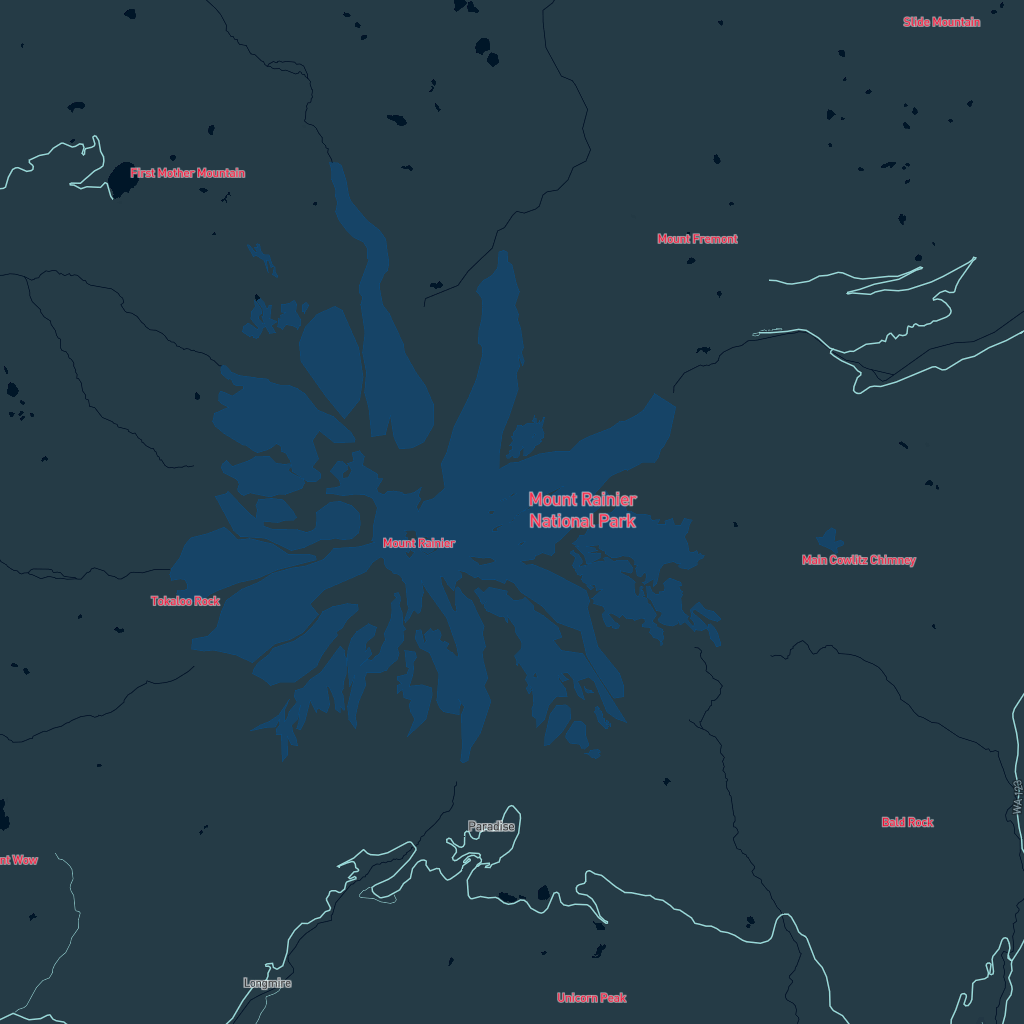 Slide Mountain
First Mother Mountain
Mount Fremont
Mount Rainier
National Park
Mount Rainier
Main Cowlitz Chimney
Tokaloo Rock
WA-123
Bald Rock
Paradise
nt Wow
Longmire
Unicorn Peak